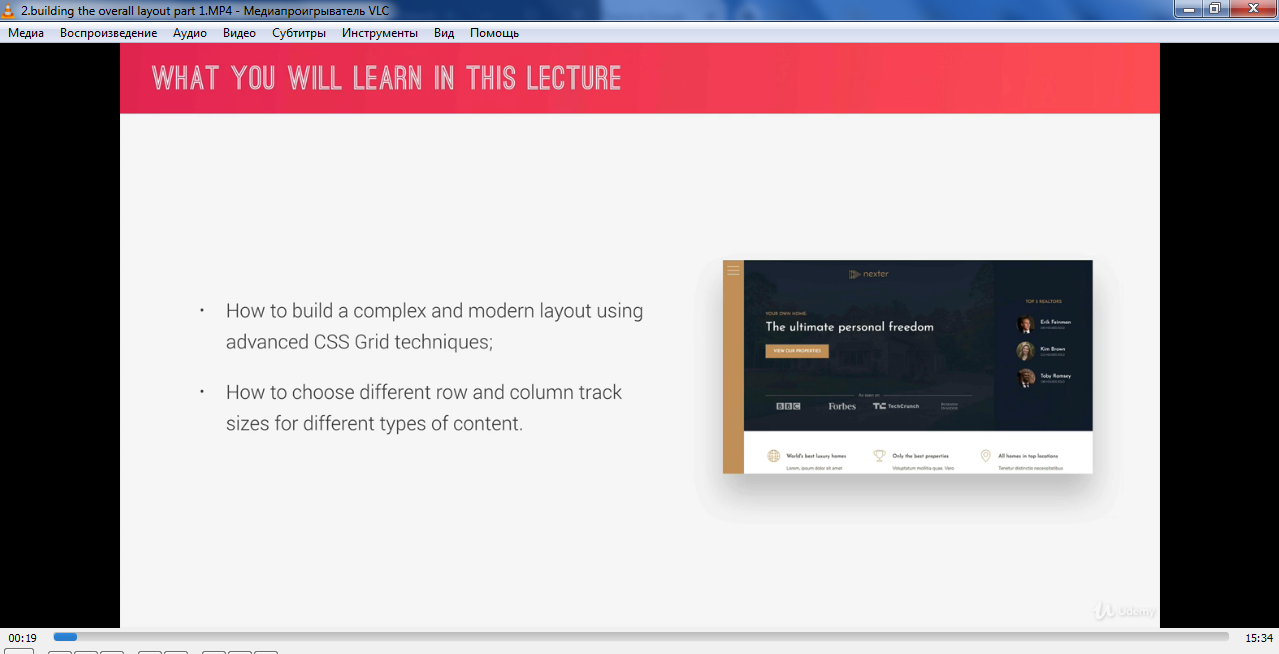 2.building the overall layout part 1.MP4 - Медиапроигрыватель VLC
Медиа Воспроизведение Аудио Видео Субтитры Инструменты Вид Помощь
WHAT YOU WILL LEARN IN THIS LECTURE
• How to build a complex and modern layout using
advanced CSS Grid techniques;
• How to choose different row and column track
sizes for different types of content.
nexter
YOUR OWN HOME:
The ultimate personal freedom
VIEW OUR PROPERTIES
TOP 3 REALTORS
Erik Feinman
Kim Brown
Toby Ramsey
As seen on
BBC Forbes TC TechCrunch
World's best luxury homes
Lorem, ipsum dolor sit amet
Only the best properties
Voluptatum mollitia quae. Vero
All homes in top locations
Tenetur distinctio necessitatibus
Udemy
00:19 15:34